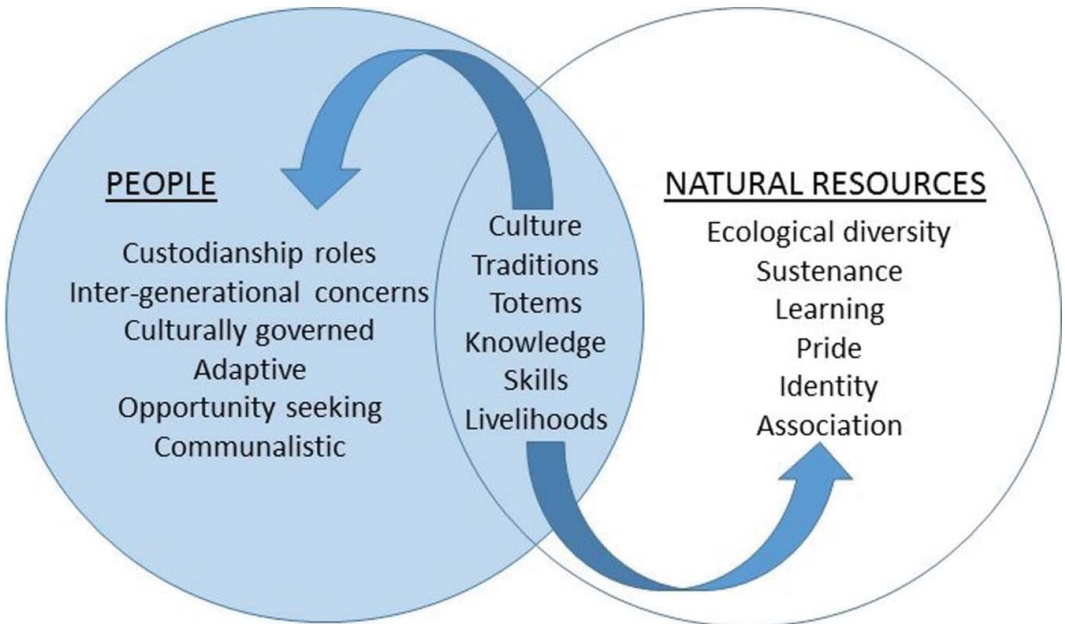 PEOPLE
Custodianship roles
Inter-generational concerns
Culturally governed
Adaptive
Opportunity seeking
Communalistic
Culture
Traditions
Totems
Knowledge
Skills
Livelihoods
NATURAL RESOURCES
Ecological diversity
Sustenance
Learning
Pride
Identity
Association